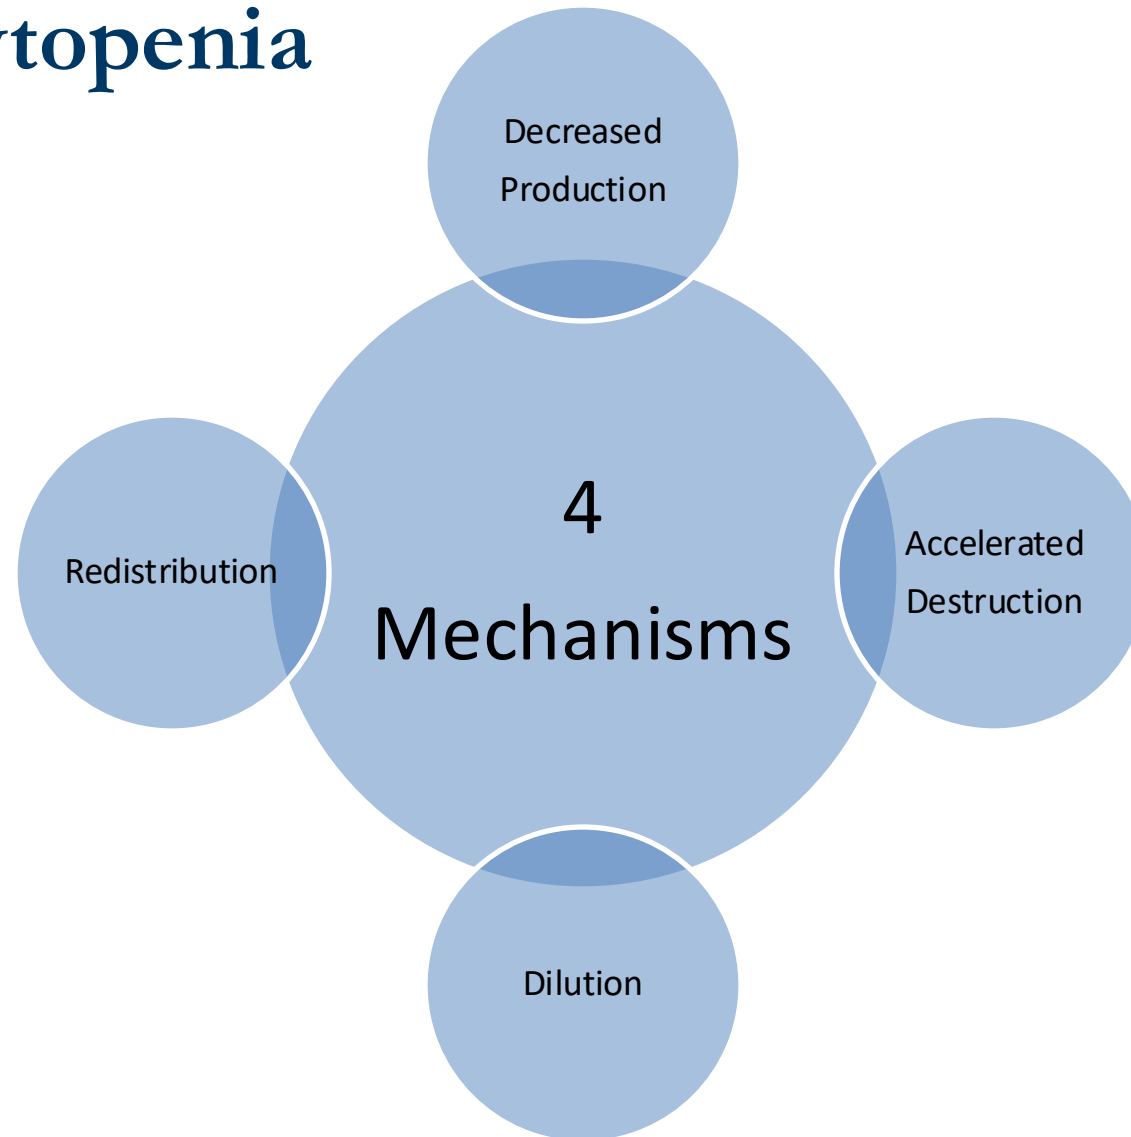 ytopenia
Decreased
Production
4
Mechanisms
Redistribution
Accelerated
Destruction
Dilution